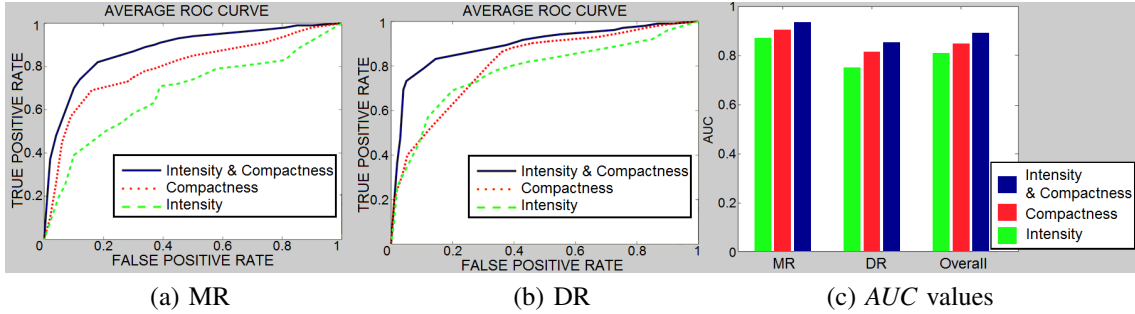 AVERAGE ROC CURVE
TRUE POSITIVE RATE
1
0.8
0.6
0.4
0.2
0
0.2
0.4
0.6
0.8
1
Intensity & Compactness
Compactness
Intensity
FALSE POSITIVE RATE
(a) MR
AVERAGE ROC CURVE
TRUE POSITIVE RATE
1
0.8
0.6
0.4
0.2
0
0.2
0.4
0.6
0.8
1
Intensity & Compactness
Compactness
Intensity
FALSE POSITIVE RATE
(b) DR
AUC
1
0.8
0.6
0.4
0.2
0
MR
DR
Overall
Intensity
& Compactness
Compactness
Intensity
(c) AUC values